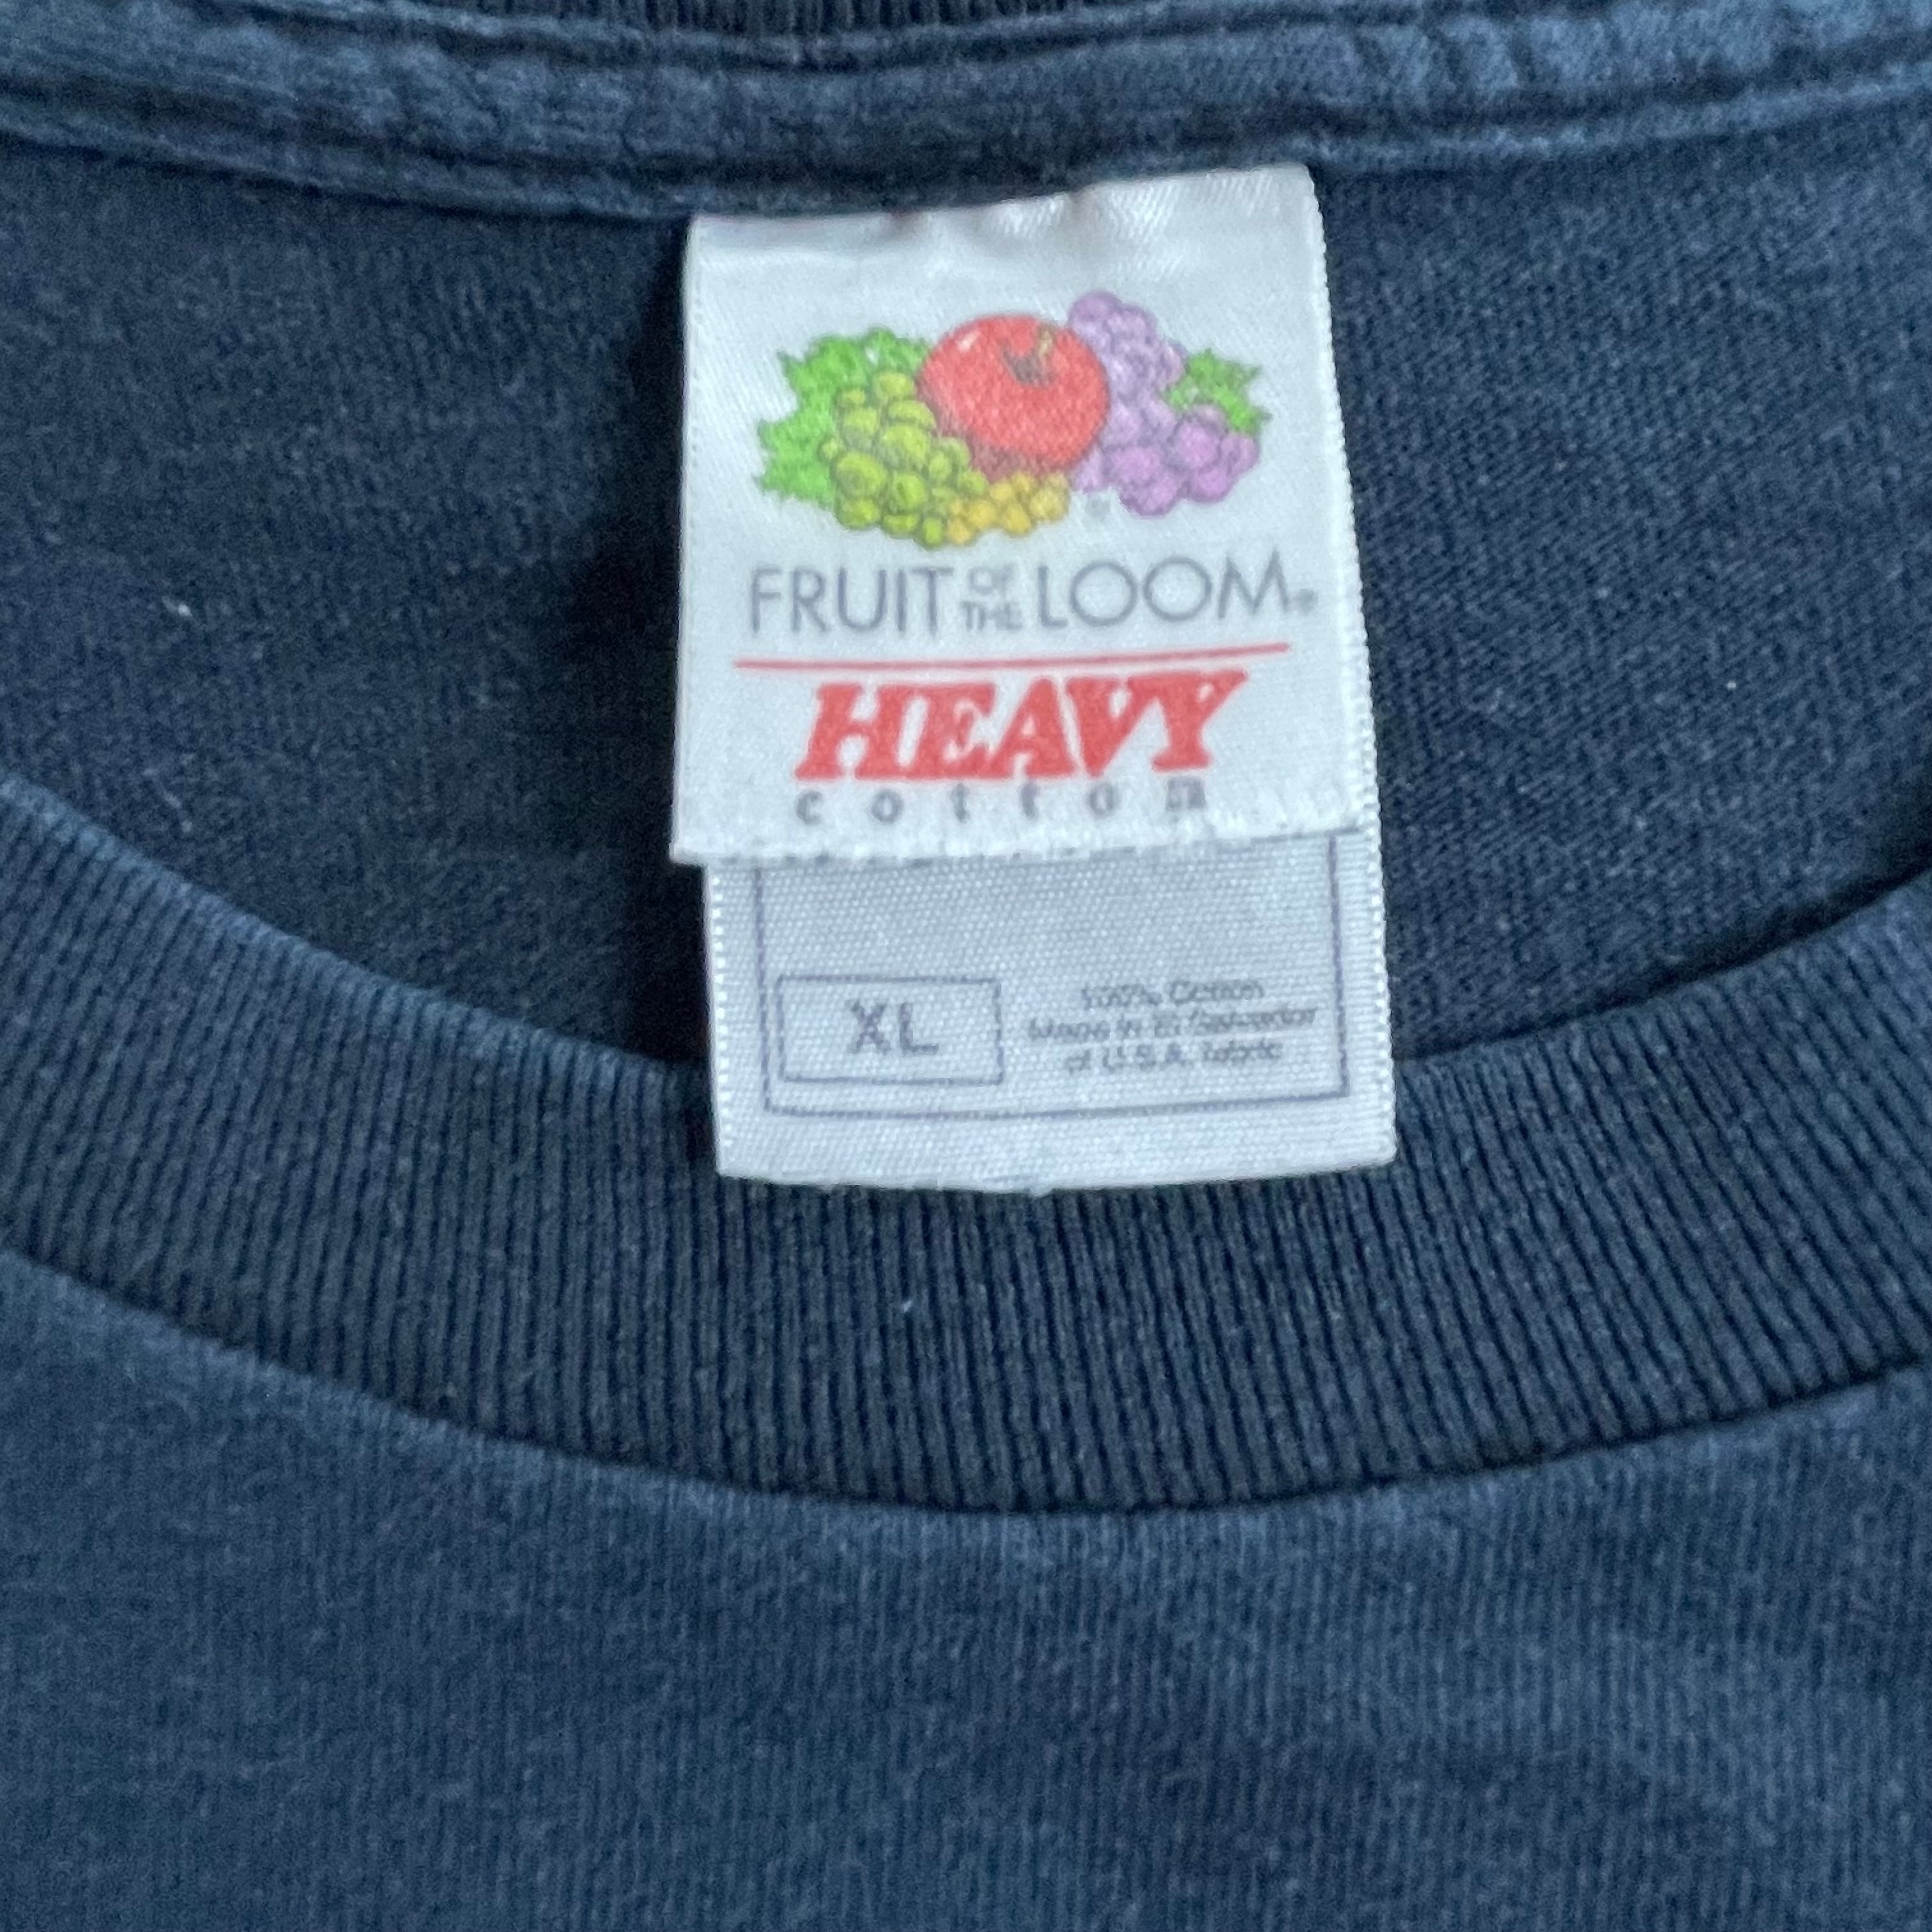 FRUIT OF THE LOOM®
HEAVY
cotton
XL
100% Cotton
Made in El Salvador
of U.S.A. fabric